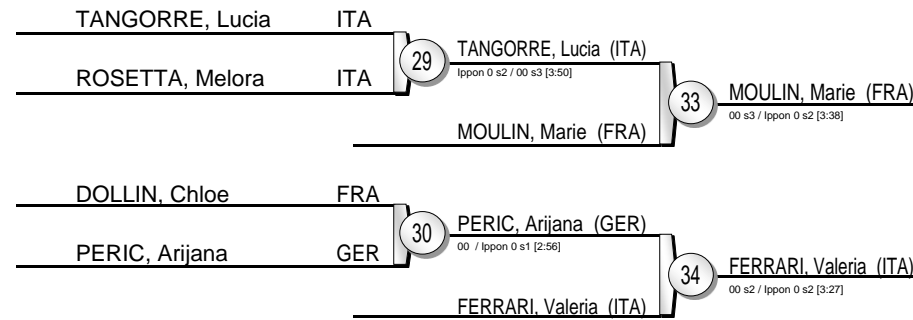 TANGORRE, Lucia ITA
29
TANGORRE, Lucia (ITA)
Ippon 0 s2 / 00 s3 [3:50]
ROSETTA, Melora ITA
33
MOULIN, Marie (FRA)
00 s3 / Ippon 0 s2 [3:38]
MOULIN, Marie (FRA)
DOLLIN, Chloe FRA
30
PERIC, Arijana (GER)
00 / Ippon 0 s1 [2:56]
PERIC, Arijana GER
34
FERRARI, Valeria (ITA)
00 s2 / Ippon 0 s2 [3:27]
FERRARI, Valeria (ITA)